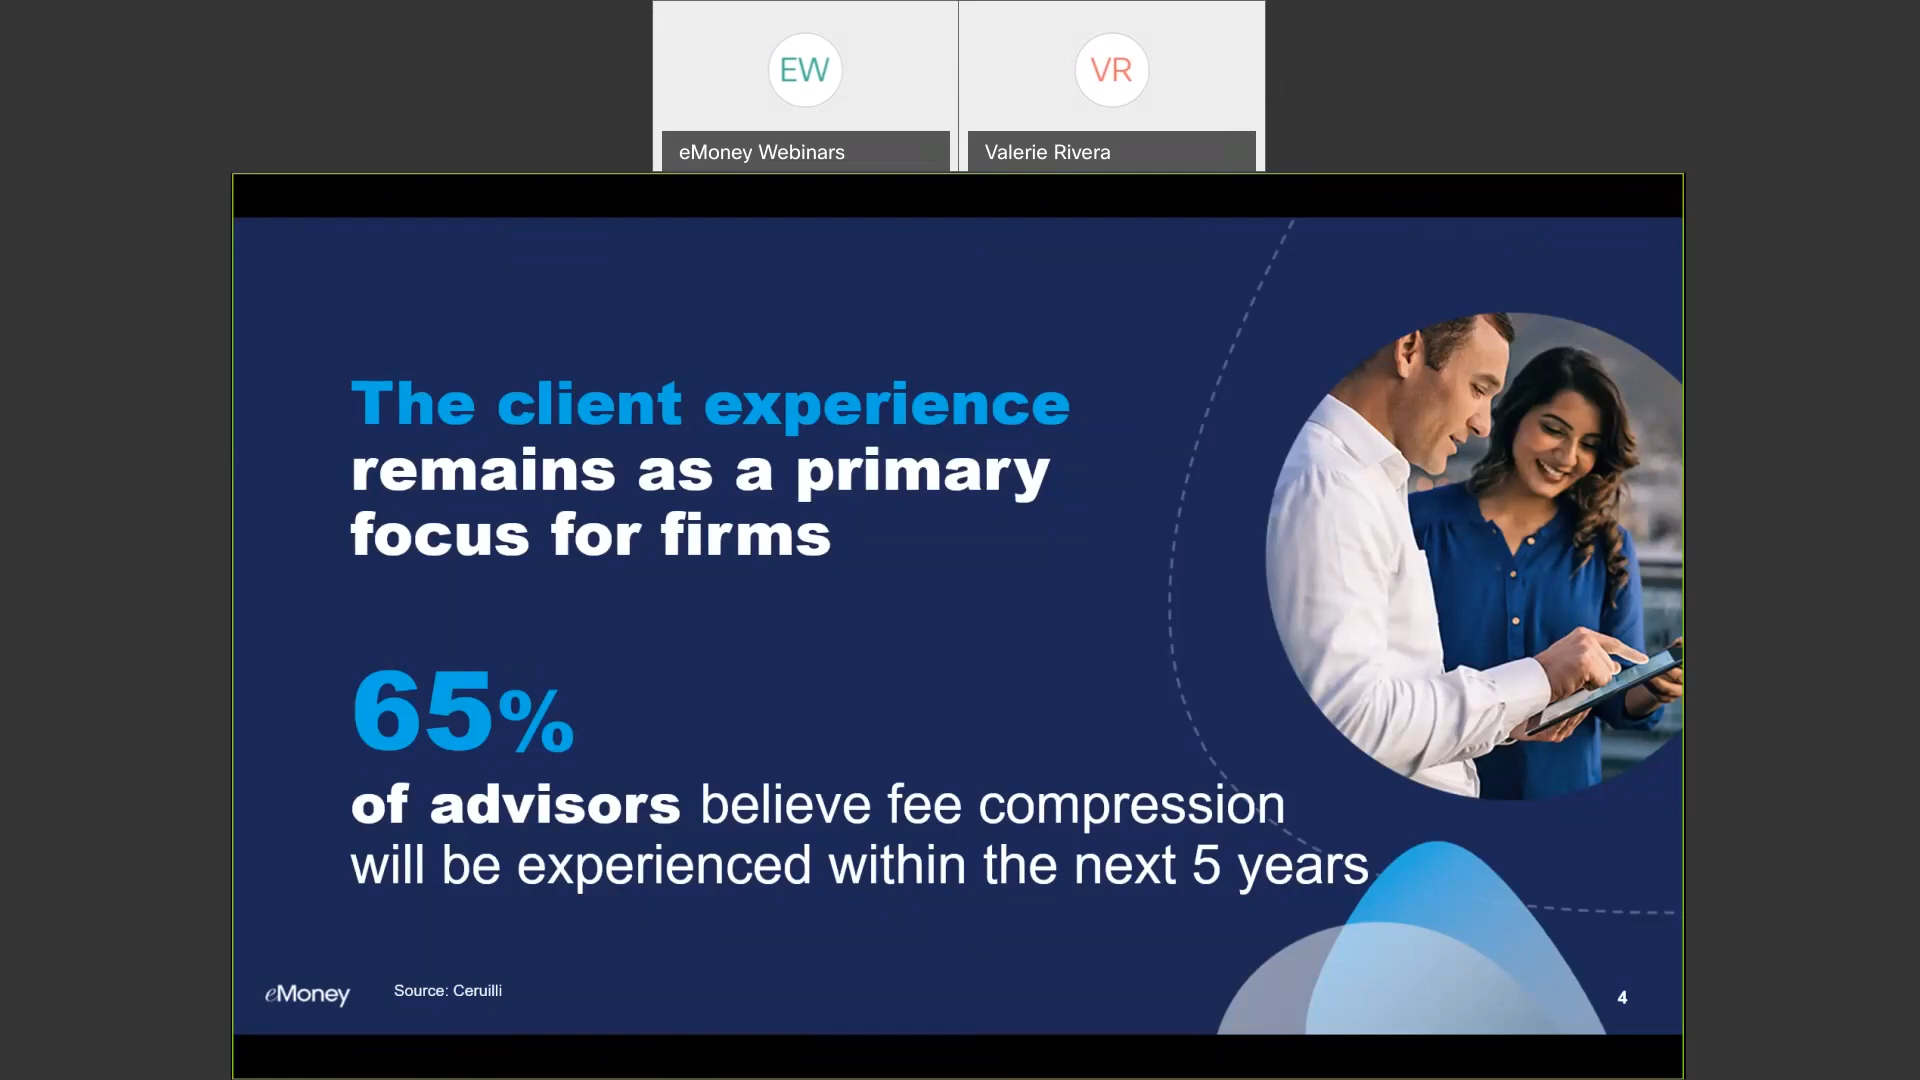 EW
VR
eMoney Webinars
Valerie Rivera
The client experience
remains as a primary
focus for firms
65%
of advisors believe fee compression
will be experienced within the next 5 years
eMoney
Source: Ceruilli
4